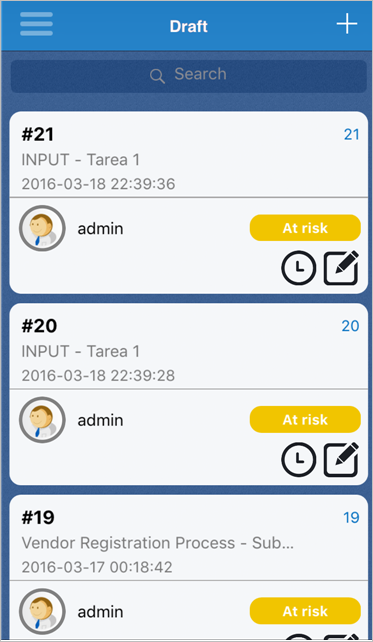 Draft
Search
#21 21
INPUT - Tarea 1
2016-03-18 22:39:36
admin At risk
#20 20
INPUT - Tarea 1
2016-03-18 22:39:28
admin At risk
#19 19
Vendor Registration Process - Sub...
2016-03-17 00:18:42
admin At risk